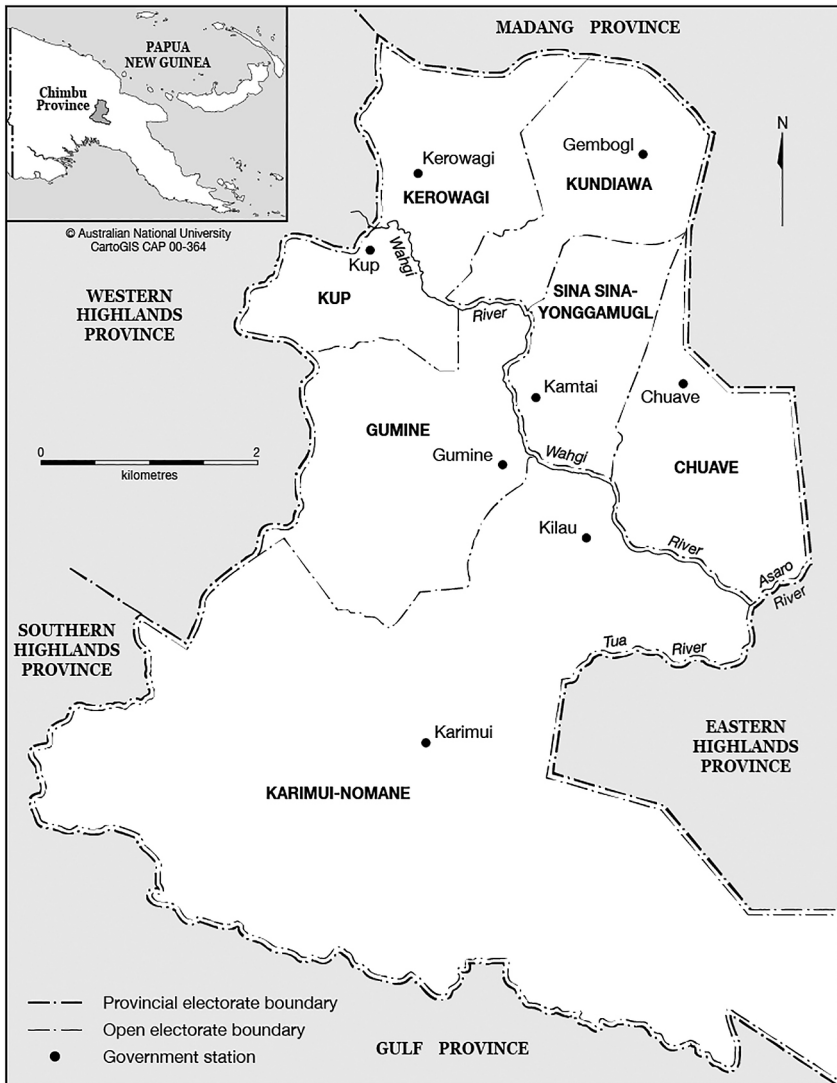 MADANG PROVINCE
PAPUA
NEW GUINEA
Chimbu
Province
© Australian National University
CartoGIS CAP 00-364
N
Kerowagi
KEROWAGI
Gembogl
KUNDIAWA
Kup
KUP
Wahgi
River
WESTERN
HIGHLANDS
PROVINCE
SINA SINA-
YONGGAMUGL
Kamtai
Chuave
CHUAVE
GUMINE
Gumine
0 2
kilometres
Wahgi
River
Kilau
Asaro
River
SOUTHERN
HIGHLANDS
PROVINCE
Tua River
EASTERN
HIGHLANDS
PROVINCE
Karimui
KARIMUI-NOMANE
Provincial electorate boundary
Open electorate boundary
Government station
GULF PROVINCE